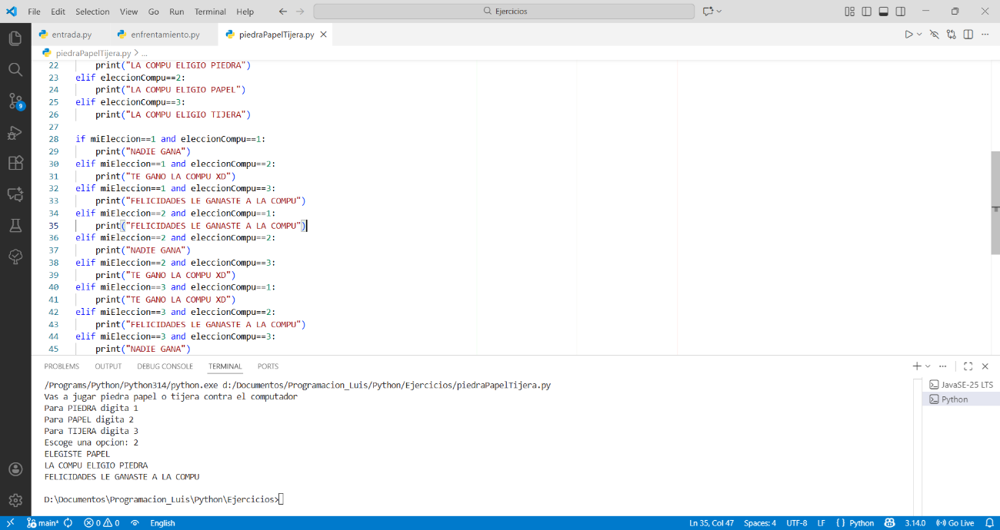 File Edit Selection View Go Run Terminal Help Ejercicios
entrada.py enfrentamiento.py piedraPapelTijera.py
piedraPapelTijera.py > ...
22 print("LA COMPU ELIGIO PIEDRA")
23 elif eleccionCompu==2:
24 print("LA COMPU ELIGIO PAPEL")
25 elif eleccionCompu==3:
26 print("LA COMPU ELIGIO TIJERA")
27
28 if miEleccion==1 and eleccionCompu==1:
29 print("NADIE GANA")
30 elif miEleccion==1 and eleccionCompu==2:
31 print("TE GANO LA COMPU XD")
32 elif miEleccion==1 and eleccionCompu==3:
33 print("FELICIDADES LE GANASTE A LA COMPU")
34 elif miEleccion==2 and eleccionCompu==1:
35 print("FELICIDADES LE GANASTE A LA COMPU")
36 elif miEleccion==2 and eleccionCompu==2:
37 print("NADIE GANA")
38 elif miEleccion==2 and eleccionCompu==3:
39 print("TE GANO LA COMPU XD")
40 elif miEleccion==3 and eleccionCompu==1:
41 print("TE GANO LA COMPU XD")
42 elif miEleccion==3 and eleccionCompu==2:
43 print("FELICIDADES LE GANASTE A LA COMPU")
44 elif miEleccion==3 and eleccionCompu==3:
45 print("NADIE GANA")
9
PROBLEMS OUTPUT DEBUG CONSOLE TERMINAL PORTS
/Programs/Python/Python314/python.exe d:/Documentos/Programacion_Luis/Python/Ejercicios/piedraPapelTijera.py
Vas a jugar piedra papel o tijera contra el computador
Para PIEDRA digita 1
Para PAPEL digita 2
Para TIJERA digita 3
Escoge una opcion: 2
ELEGISTE PAPEL
LA COMPU ELIGIO PIEDRA
FELICIDADES LE GANASTE A LA COMPU
D:\Documentos\Programacion_Luis\Python\Ejercicios>
JavaSE-25 LTS
Python
main* 0 0 English Ln 35, Col 47 Spaces: 4 UTF-8 LF { } Python 3.14.0 Go Live